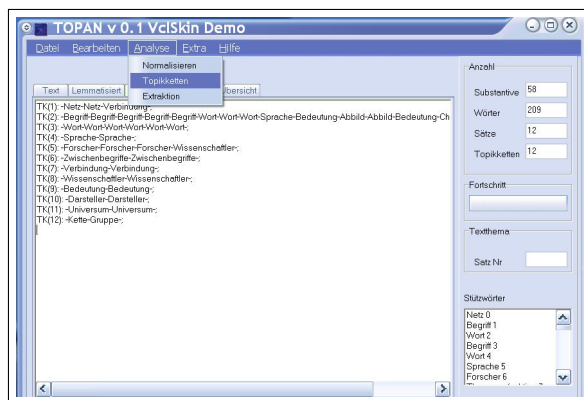 TOPAN v 0.1 VclSkin Demo
Datei Bearbeiten Analyse Extra Hilfe
Normalisieren
Topikketten
Extraktion
Text Lemmatisiert
TK(1): -Netz-Netz-Verbindung-;
TK(2): -Begriff-Begriff-Begriff-Begriff-Begriff-Wort-Wort-Wort-Sprache-Bedeutung-Abbild-Abbild-Bedeutung-Ch
TK(3): -Wort-Wort-Wort-Wort-Wort-Wort-;
TK(4): -Sprache-Sprache-;
TK(5): -Forscher-Forscher-Forscher-Wissenschaftler-;
TK(6): -Zwischenbegriffe-Zwischenbegriffe-;
TK(7): -Verbindung-Verbindung-;
TK(8): -Wissenschaftler-Wissenschaftler-;
TK(9): -Bedeutung-Bedeutung-;
TK(10): -Darsteller-Darsteller-;
TK(11): -Universum-Universum-;
TK(12): -Kette-Gruppe-;
Anzahl
Substantive 58
Wörter 209
Sätze 12
Topikketten 12
Fortschritt
Textthema
Satz Nr
Stützwörter
Netz 0
Begriff 1
Wort 2
Begriff 3
Wort 4
Sprache 5
Forscher 6